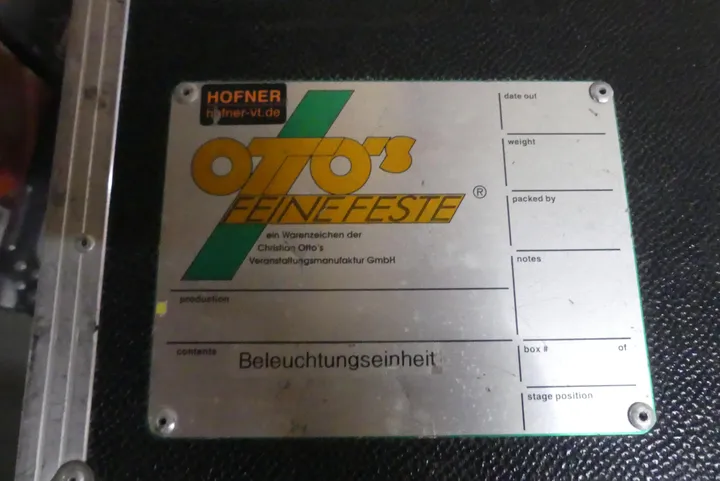 HOFNER
hofner-vt.de
OTTO's
FEINE FESTE ®
ein Warenzeichen der
Christian Otto's
Veranstaltungsmanufaktur GmbH
production
contents
Beleuchtungseinheit
date out
weight
packed by
notes
box # of
stage position